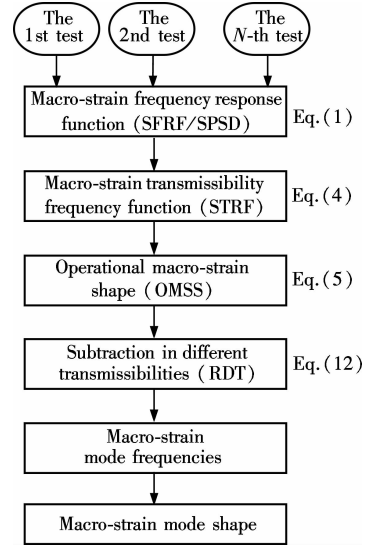 The
1st test
The
2nd test
The
N-th test
Macro-strain frequency response
function (SFRF/SPSD)
Eq.(1)
Macro-strain transmissibility
frequency function (STRF)
Eq.(4)
Operational macro-strain
shape (OMSS)
Eq.(5)
Subtraction in different
transmissibilities (RDT)
Eq.(12)
Macro-strain
mode frequencies
Macro-strain mode shape